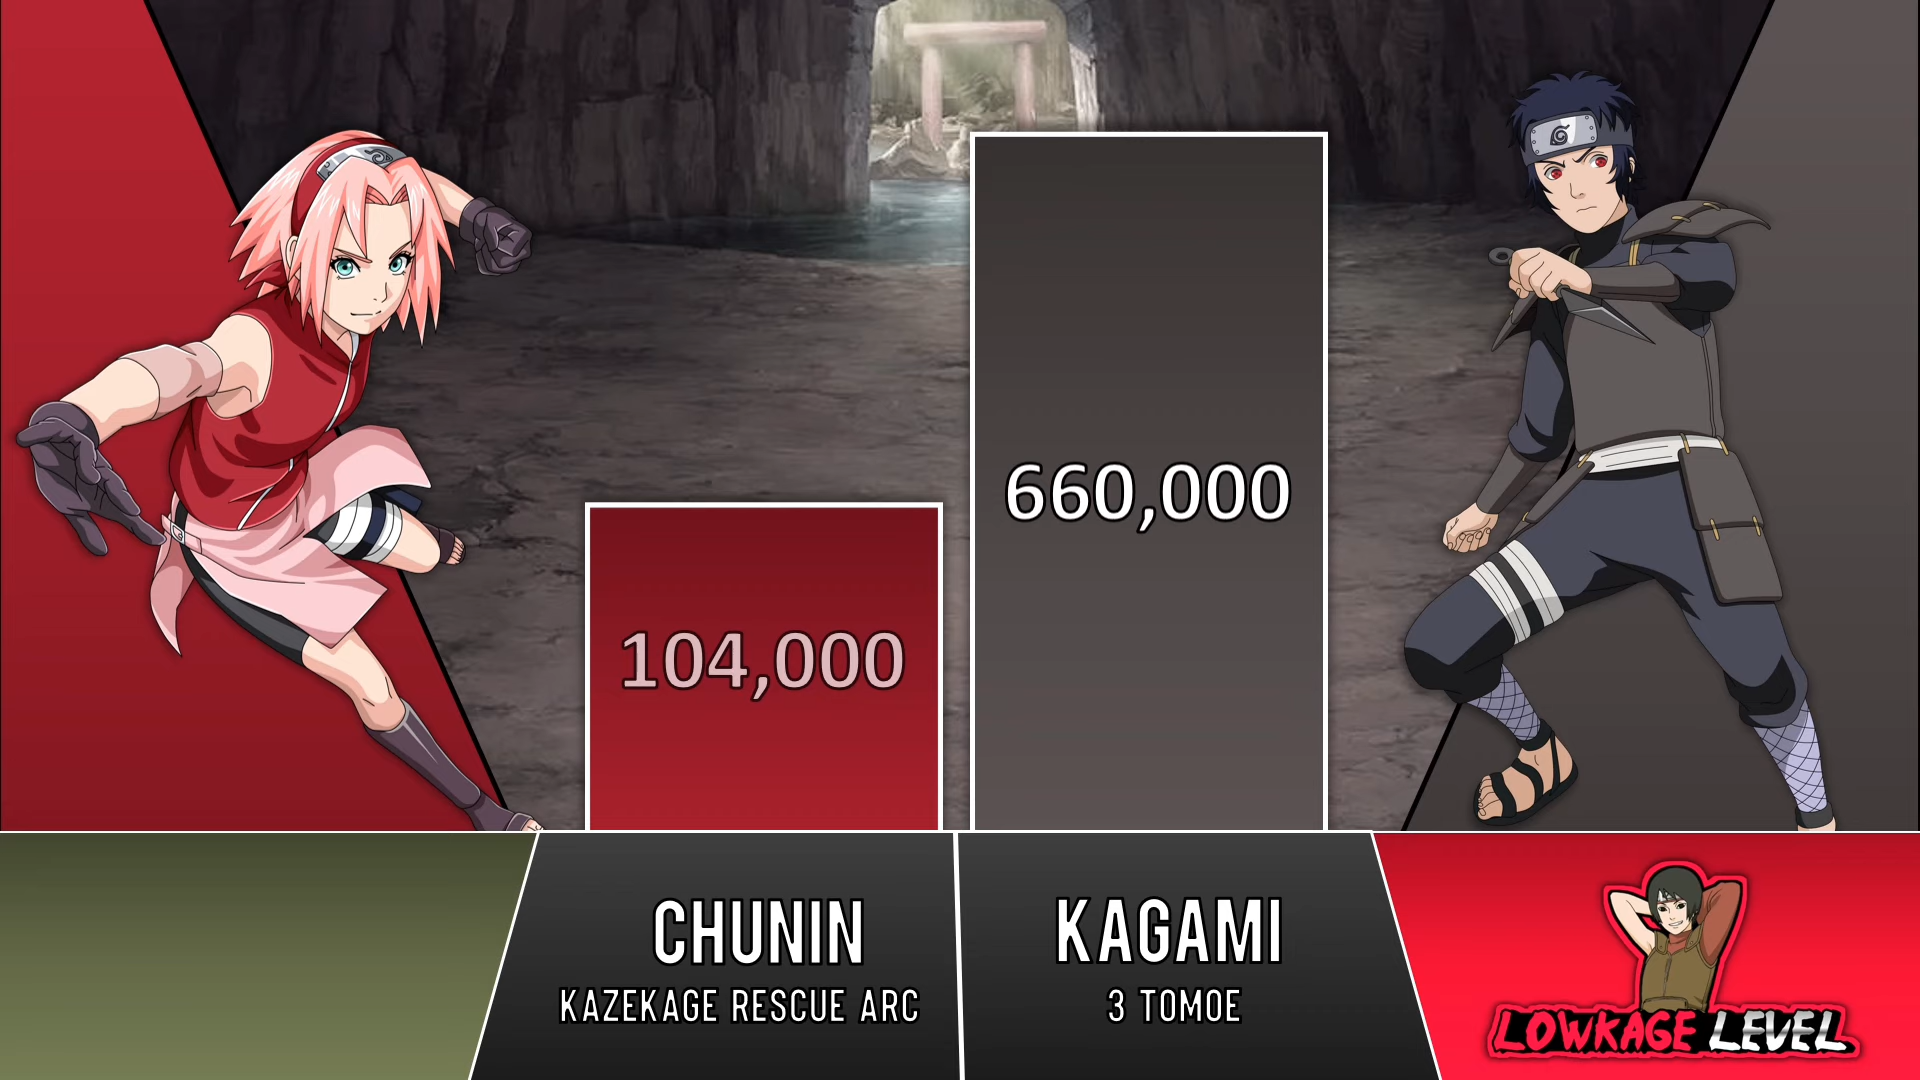 660,000
104,000
CHUNIN
KAZEKAGE RESCUE ARC
KAGAMI
3 TOMOE
LOWKAGE LEVEL